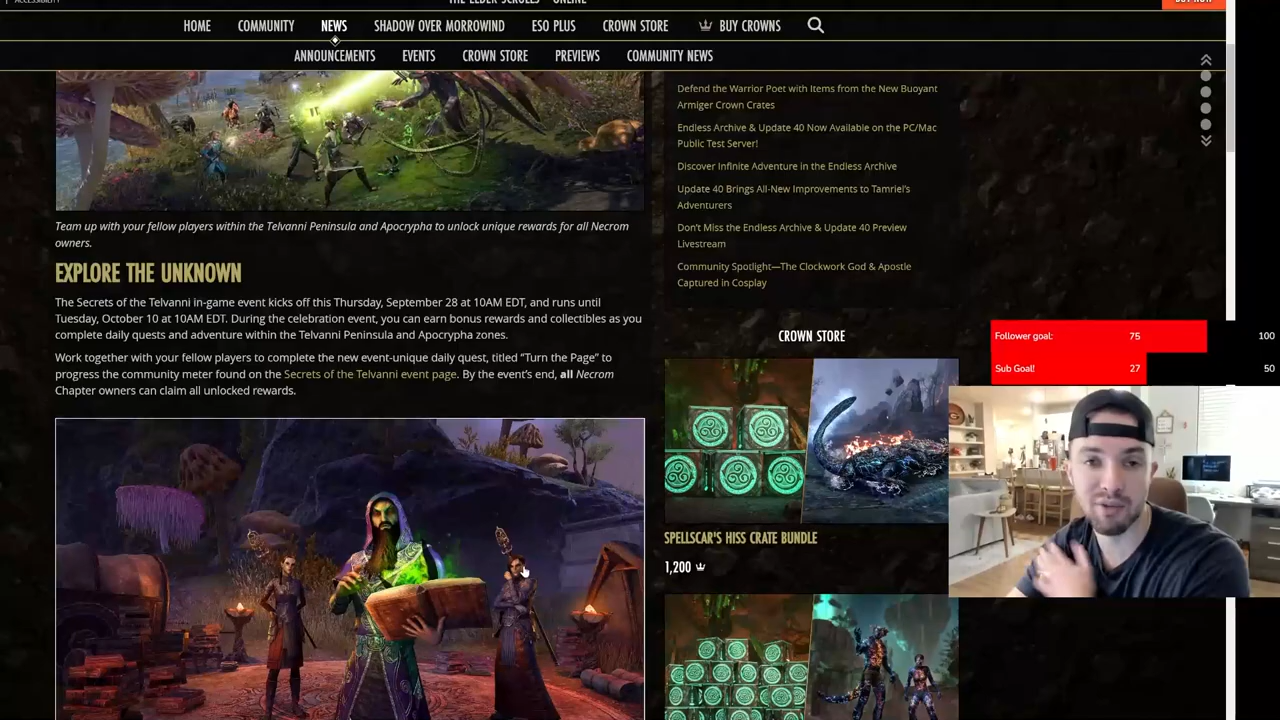 ACCESSIBILITY
THE ELDER SCROLLS ONLINE
BUY NOW
HOME
COMMUNITY
NEWS
SHADOW OVER MORROWIND
ESO PLUS
CROWN STORE
BUY CROWNS
ANNOUNCEMENTS
EVENTS
CROWN STORE
PREVIEWS
COMMUNITY NEWS
Team up with your fellow players within the Telvanni Peninsula and Apocrypha to unlock unique rewards for all Necrom
owners.
EXPLORE THE UNKNOWN
The Secrets of the Telvanni in-game event kicks off this Thursday, September 28 at 10AM EDT, and runs until
Tuesday, October 10 at 10AM EDT. During the celebration event, you can earn bonus rewards and collectibles as you
complete daily quests and adventure within the Telvanni Peninsula and Apocrypha zones.
Work together with your fellow players to complete the new event-unique daily quest, titled “Turn the Page” to
progress the community meter found on the Secrets of the Telvanni event page. By the event’s end, all Necrom
Chapter owners can claim all unlocked rewards.
Defend the Warrior Poet with Items from the New Buoyant
Armiger Crown Crates
Endless Archive & Update 40 Now Available on the PC/Mac
Public Test Server!
Discover Infinite Adventure in the Endless Archive
Update 40 Brings All-New Improvements to Tamriel’s
Adventurers
Don’t Miss the Endless Archive & Update 40 Preview
Livestream
Community Spotlight—The Clockwork God & Apostle
Captured in Cosplay
CROWN STORE
SPELLSCAR'S HISS CRATE BUNDLE
1,200
Follower goal: 75 100
Sub Goal! 27 50